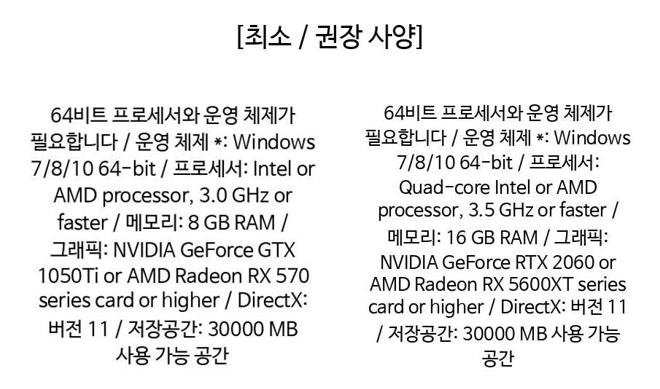 [최소 / 권장 사양]
64비트 프로세서와 운영 체제가
필요합니다 / 운영 체제 *: Windows
7/8/10 64-bit / 프로세서: Intel or
AMD processor, 3.0 GHz or
faster / 메모리: 8 GB RAM /
그래픽: NVIDIA GeForce GTX
1050Ti or AMD Radeon RX 570
series card or higher / DirectX:
버전 11 / 저장공간: 30000 MB
사용 가능 공간
64비트 프로세서와 운영 체제가
필요합니다 / 운영 체제 *: Windows
7/8/10 64-bit / 프로세서:
Quad-core Intel or AMD
processor, 3.5 GHz or faster /
메모리: 16 GB RAM / 그래픽:
NVIDIA GeForce RTX 2060 or
AMD Radeon RX 5600XT series
card or higher / DirectX: 버전 11
/ 저장공간: 30000 MB 사용 가능
공간